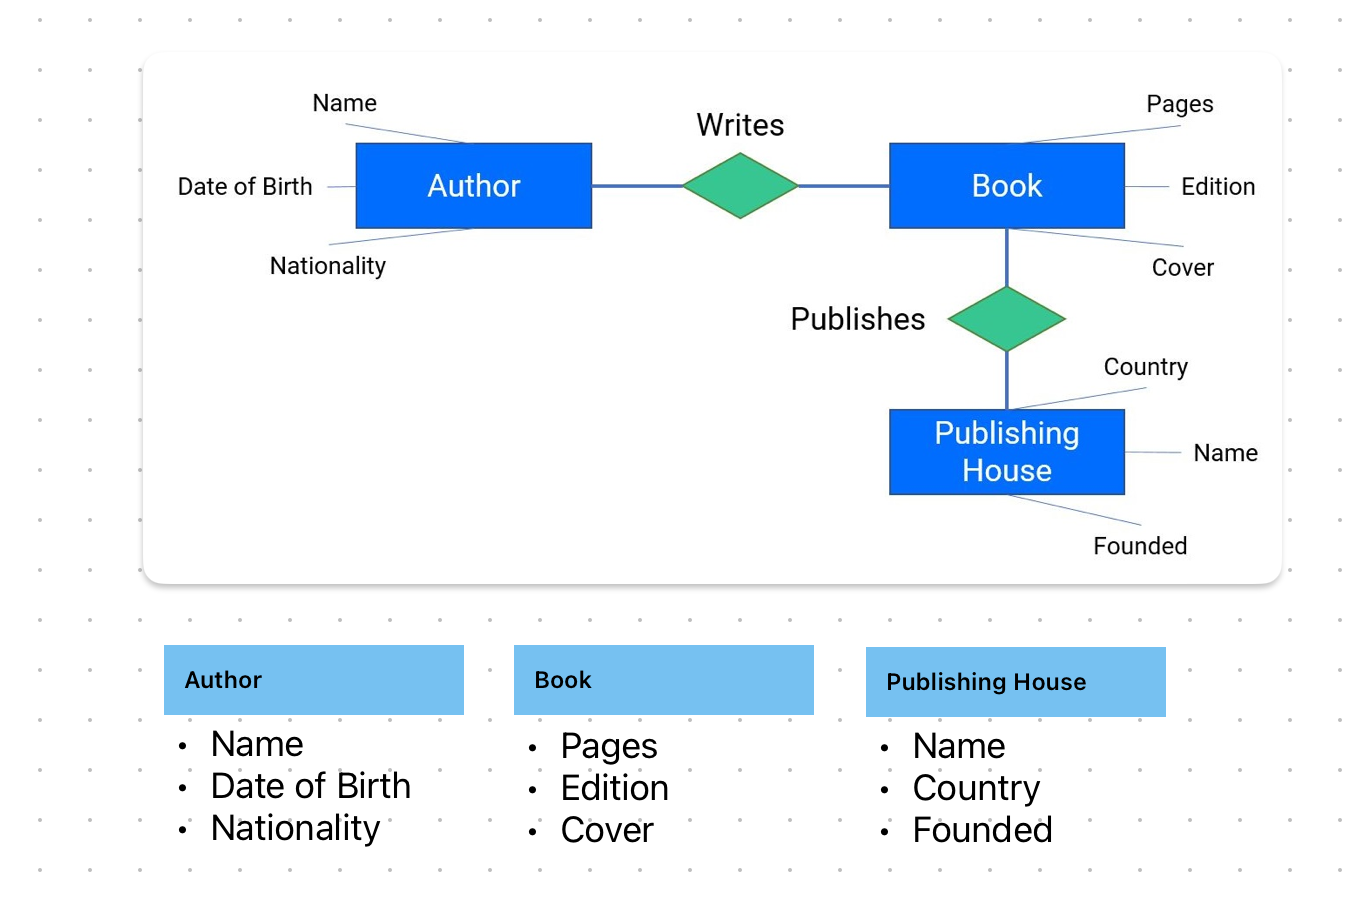 Name
Pages
Writes
Author
Book
Date of Birth
Edition
Nationality
Cover
Publishes
Country
Publishing
House
Name
Founded
Author
Book
Publishing House
• Name
• Date of Birth
• Nationality
• Pages
• Edition
• Cover
• Name
• Country
• Founded